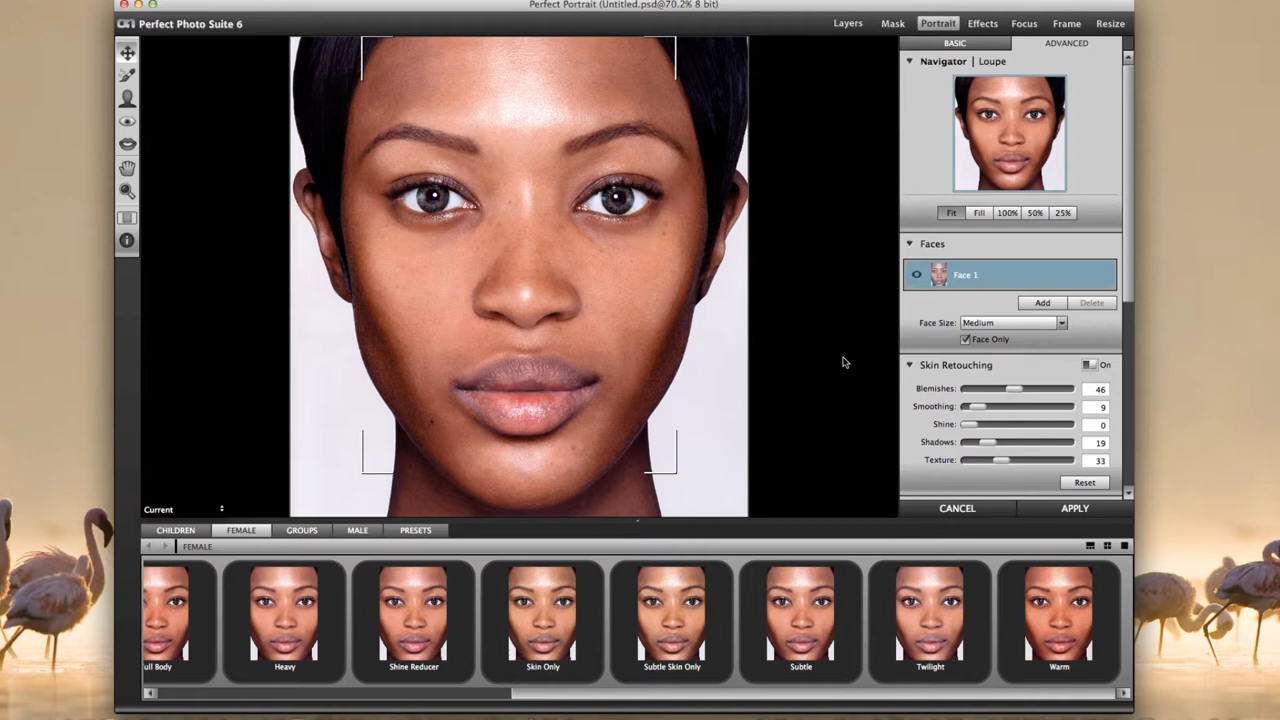 Perfect Portrait (Untitled.psd@70.2% 8 bit)
on Perfect Photo Suite 6
Layers Mask Portrait Effects Focus Frame Resize
BASIC ADVANCED
Navigator | Loupe
Fit Fill 100% 50% 25%
Faces
Face 1
Add Delete
Face Size: Medium
Face Only
Skin Retouching On
Blemishes: 46
Smoothing: 9
Shine: 0
Shadows: 19
Texture: 33
Reset
Current
CANCEL APPLY
CHILDREN FEMALE GROUPS MALE PRESETS
FEMALE
ull Body Heavy Shine Reducer Skin Only Subtle Skin Only Subtle Twilight Warm